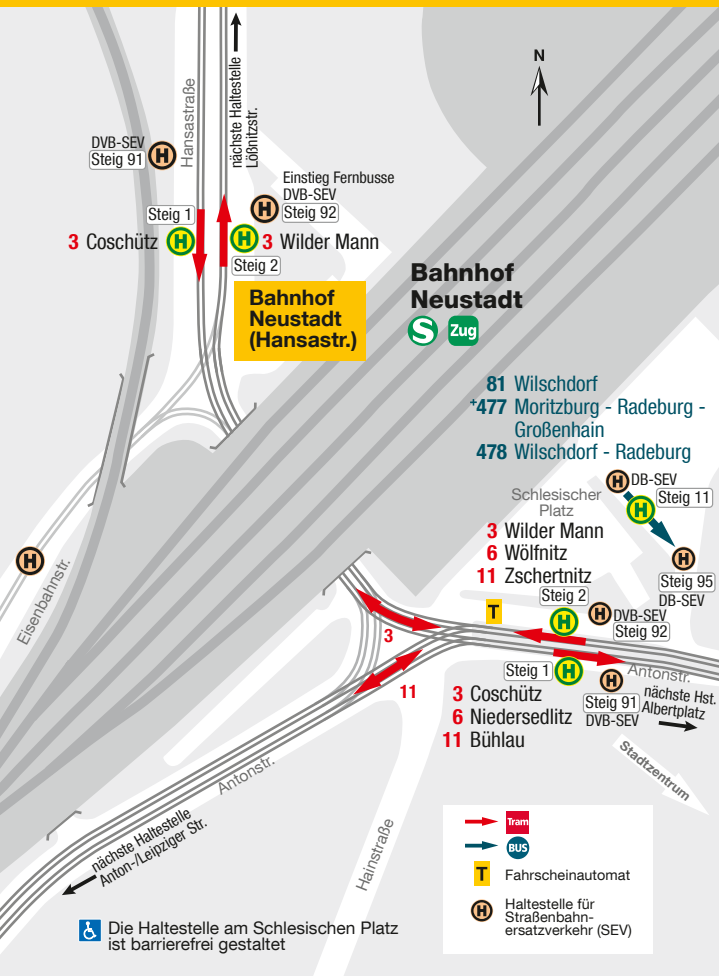 N
nächste Haltestelle
Lößnitzstr.
Hansastraße
DVB-SEV
Steig 91
H
Einstieg Fernbusse
DVB-SEV
H
Steig 92
Steig 1
3 Coschütz
H
H
3 Wilder Mann
Steig 2
Bahnhof
Neustadt
(Hansastr.)
Bahnhof
Neustadt
S
Zug
81 Wilschdorf
+477 Moritzburg - Radeburg -
Großenhain
478 Wilschdorf - Radeburg
H
DB-SEV
Steig 11
H
Schlesischer
Platz
3 Wilder Mann
6 Wölfnitz
11 Zschertnitz
H
Steig 95
DB-SEV
H
Eisenbahnstr.
T
Steig 2
H
H
DVB-SEV
Steig 92
3
11
Steig 1
H
H
Antonstr.
Steig 91
DVB-SEV
nächste Hst.
Albertplatz
3 Coschütz
6 Niedersedlitz
11 Bühlau
Stadtzentrum
Antonstr.
nächste Haltestelle
Anton-/Leipziger Str.
Hainstraße
Tram
BUS
T
Fahrscheinautomat
H
Haltestelle für
Straßenbahn-
ersatzverkehr (SEV)
Die Haltestelle am Schlesischen Platz
ist barrierefrei gestaltet